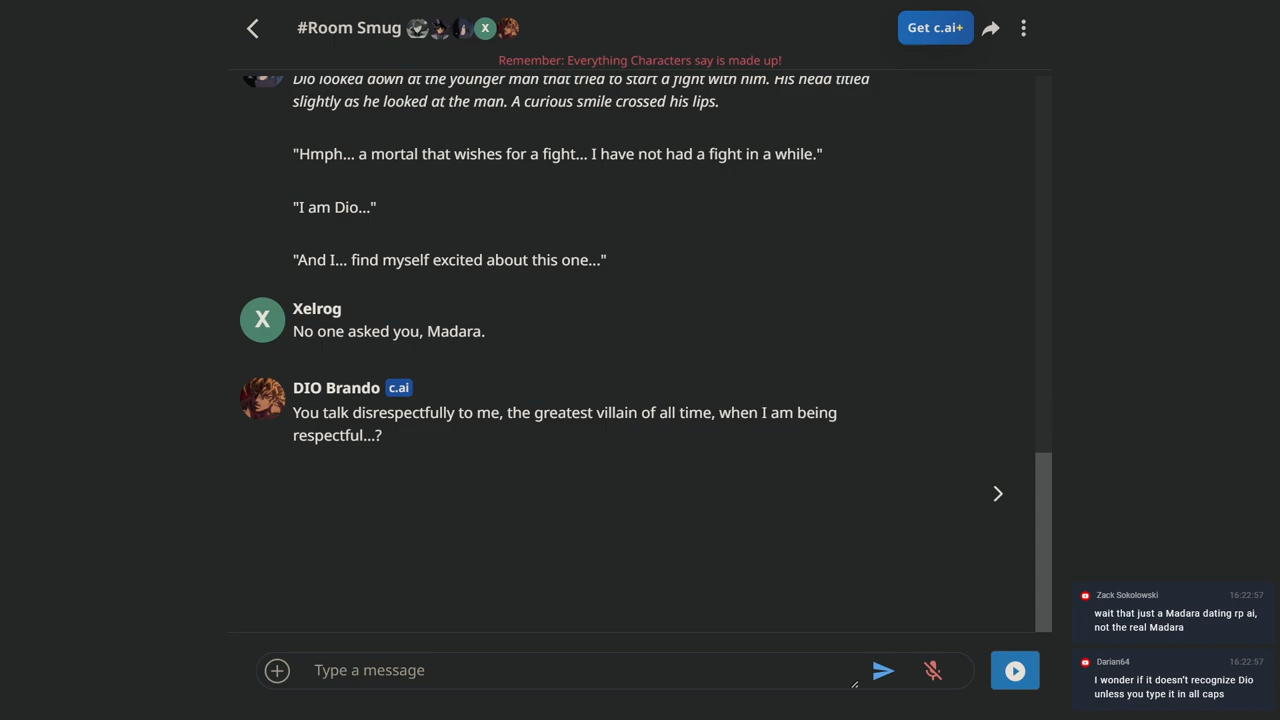 #Room Smug
X
Get c.ai+
Remember: Everything Characters say is made up!
Dio looked down at the younger man that tried to start a fight with him. His head titled
slightly as he looked at the man. A curious smile crossed his lips.
"Hmph... a mortal that wishes for a fight... I have not had a fight in a while."
"I am Dio..."
"And I... find myself excited about this one..."
X
Xelrog
No one asked you, Madara.
DIO Brando c.ai
You talk disrespectfully to me, the greatest villain of all time, when I am being
respectful...?
Type a message
Zack Sokolowski 16:22:57
wait that just a Madara dating rp ai,
not the real Madara
Darian64 16:22:57
I wonder if it doesn't recognize Dio
unless you type it in all caps